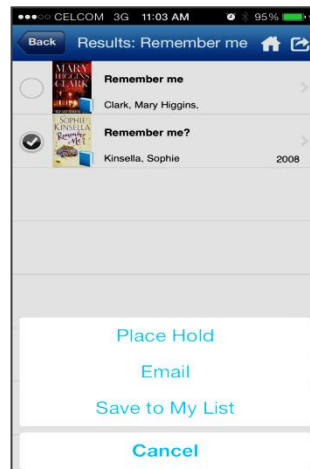 CELCOM 3G 11:03 AM 95%
Back Results: Remember me
MARY
HIGGINS
CLARK
Remember me
Clark, Mary Higgins,
SOPHIE
KINSELLA
Remember
Me?
Remember me?
Kinsella, Sophie 2008
Place Hold
Email
Save to My List
Cancel